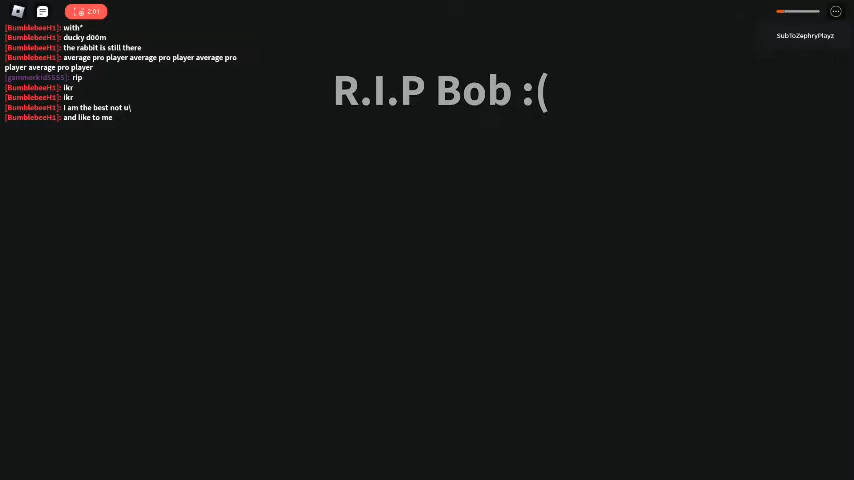 2:01
SubToZephryPlayz
[BumblebeeH1]: with*
[BumblebeeH1]: ducky d00m
[BumblebeeH1]: the rabbit is still there
[BumblebeeH1]: average pro player average pro player average pro
player average pro player
[gammerkid5555]: rip
[BumblebeeH1]: ikr
[BumblebeeH1]: ikr
[BumblebeeH1]: I am the best not u\
[BumblebeeH1]: and like to me
R.I.P Bob :(